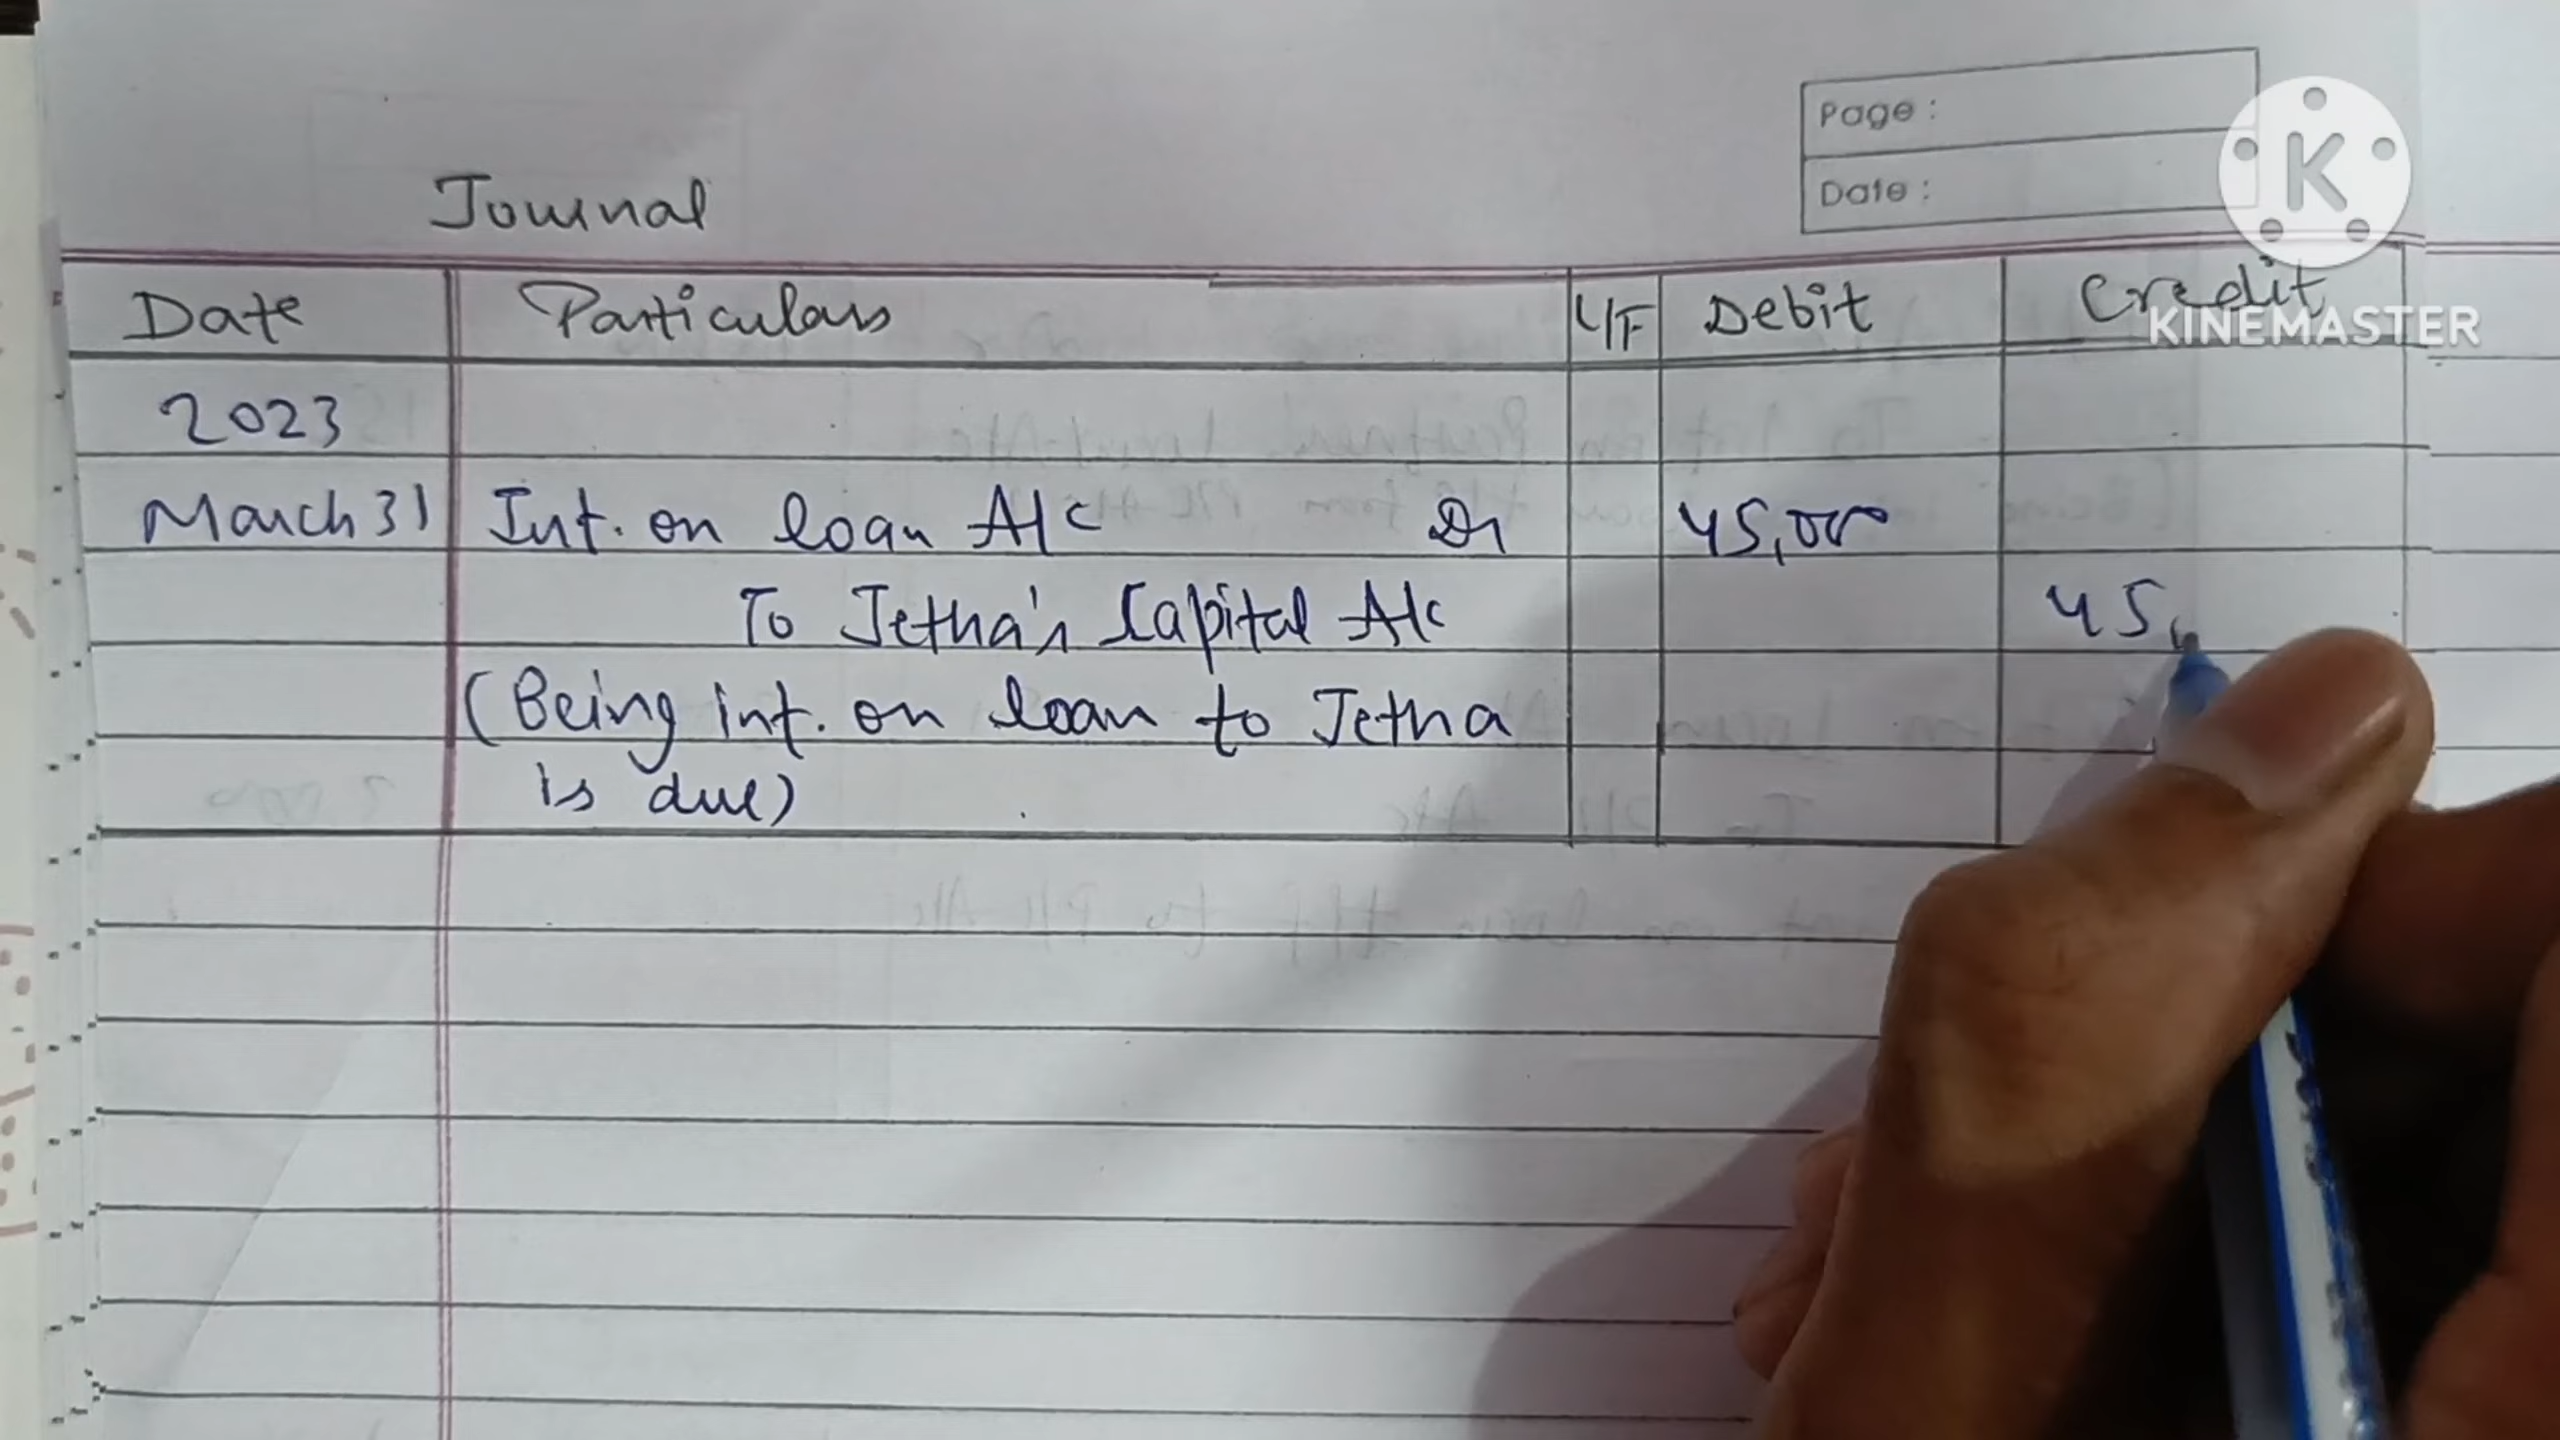 Page :
Date :
K
KINEMASTER
Journal
Date Particulars L/F Debit Credit
2023
March 31 Int. on loan A/c Dr 45,000
To Jetha's Capital A/c 45,
(Being int. on loan to Jetha
is due)